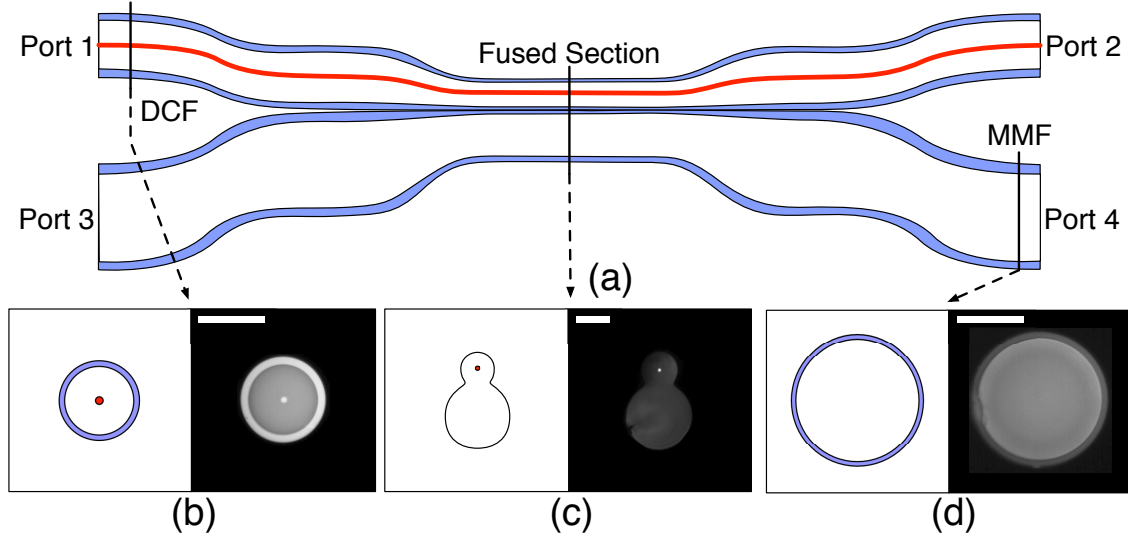 Port 1
Fused Section
Port 2
DCF
MMF
Port 3
Port 4
(a)
(b)
(c)
(d)